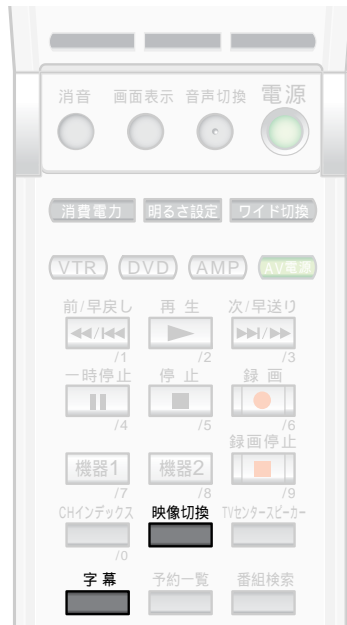 消音 画面表示 音声切換 電源
消費電力 明るさ設定 ワイド切換
VTR DVD AMP AV電源
前/早戻し 再生 次/早送り
/1 /2 /3
一時停止 停止 録画
/4 /5 /6
録画停止
機器1 機器2
/7 /8 /9
CHインデックス 映像切換 TVセンタースピーカー
/0
字幕 予約一覧 番組検索